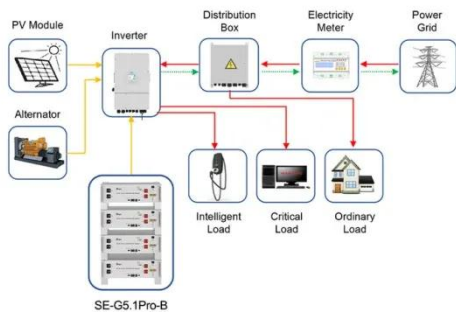 PV Module
Inverter
Distribution
Box
Electricity
Meter
Power
Grid
Alternator
Intelligent
Load
Critical
Load
Ordinary
Load
SE-G5.1Pro-B